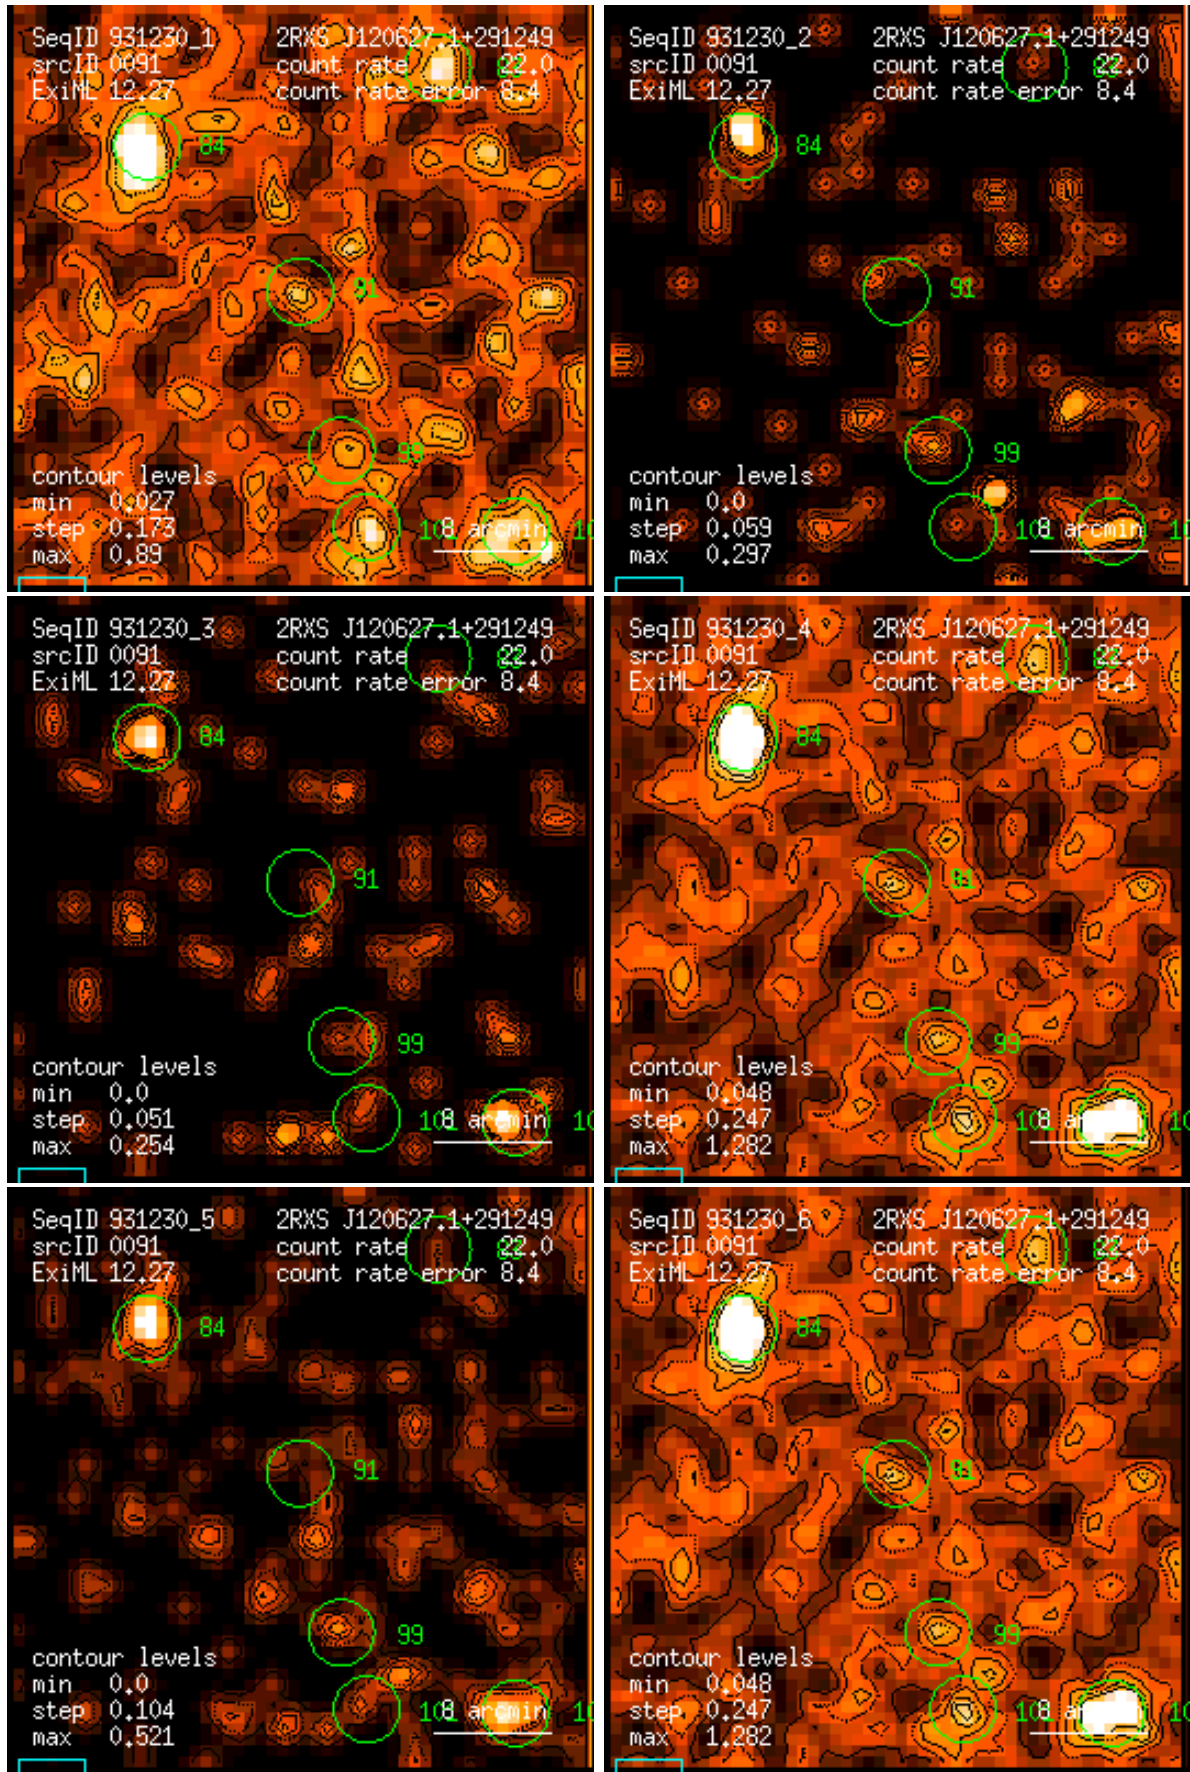 SeqID 931230_1 2RXS J120627.1+291249
srcID 0091 count rate 22.0
ExiML 12.27 count rate error 8.4
84
91
99
contour levels
min 0.027
step 0.173
max 0.89
8 arcmin
SeqID 931230_2 2RXS J120627.1+291249
srcID 0091 count rate 22.0
ExiML 12.27 count rate error 8.4
84
91
99
contour levels
min 0.0
step 0.059
max 0.297
8 arcmin
SeqID 931230_3 2RXS J120627.1+291249
srcID 0091 count rate 22.0
ExiML 12.27 count rate error 8.4
84
91
99
contour levels
min 0.0
step 0.051
max 0.254
8 arcmin
SeqID 931230_4 2RXS J120627.1+291249
srcID 0091 count rate 22.0
ExiML 12.27 count rate error 8.4
84
91
99
contour levels
min 0.048
step 0.247
max 1.282
8 arcmin
SeqID 931230_5 2RXS J120627.1+291249
srcID 0091 count rate 22.0
ExiML 12.27 count rate error 8.4
84
91
99
contour levels
min 0.0
step 0.104
max 0.521
8 arcmin
SeqID 931230_6 2RXS J120627.1+291249
srcID 0091 count rate 22.0
ExiML 12.27 count rate error 8.4
84
91
99
contour levels
min 0.048
step 0.247
max 1.282
8 arcmin